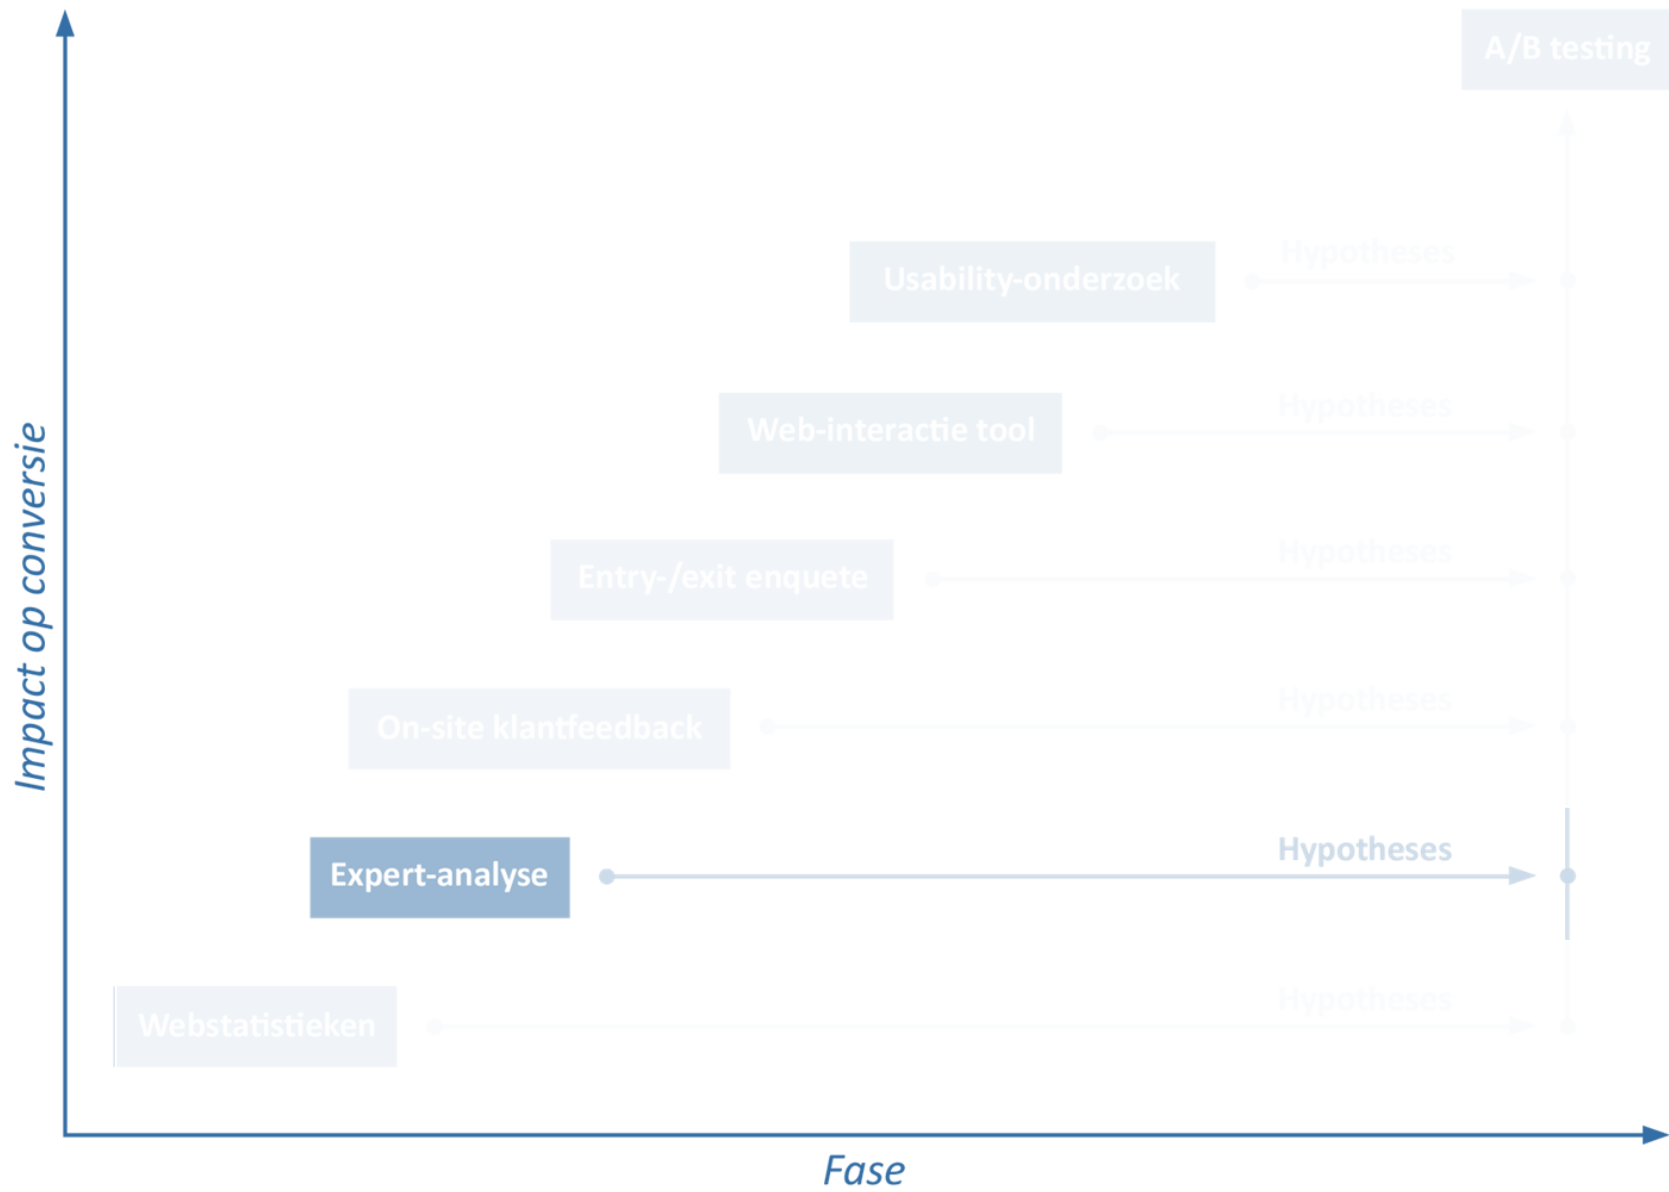 A/B testing
Usability-onderzoek
Hypotheses
Web-interactie tool
Hypotheses
Entry-/exit enquete
Hypotheses
On-site klantfeedback
Hypotheses
Expert-analyse
Hypotheses
Webstatistieken
Hypotheses
Impact op conversie
Fase